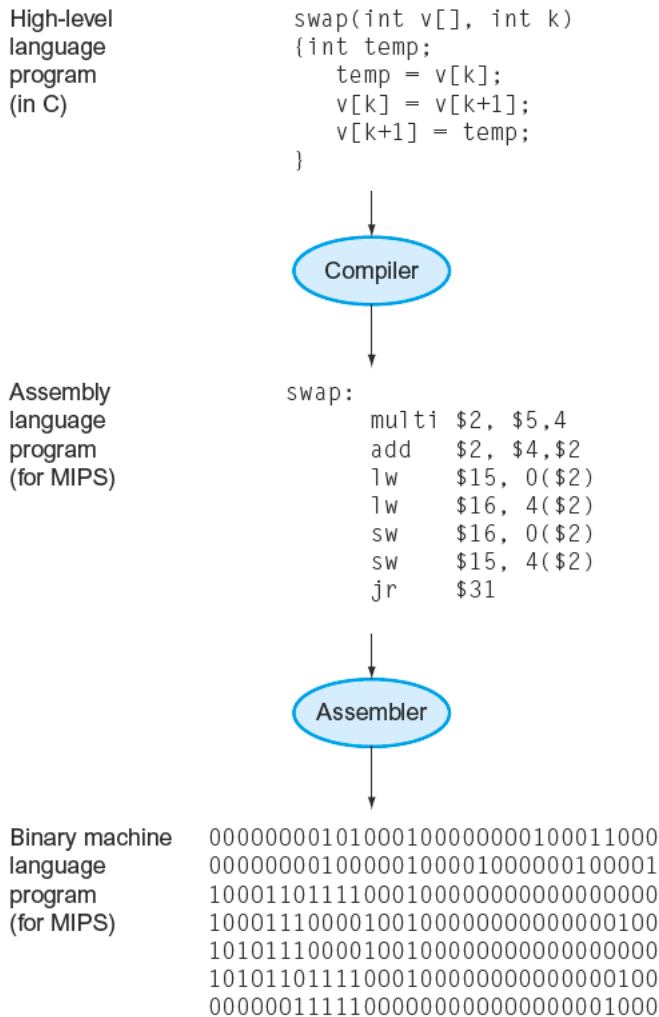 High-level
language
program
(in C)
swap(int v[], int k)
{int temp;
temp = v[k];
v[k] = v[k+1];
v[k+1] = temp;
}
Compiler
Assembly
language
program
(for MIPS)
swap:
multi $2, $5,4
add $2, $4,$2
lw $15, 0($2)
lw $16, 4($2)
sw $16, 0($2)
sw $15, 4($2)
jr $31
Assembler
Binary machine
language
program
(for MIPS)
00000000101000100000000100011000
00000000100000100001000000100001
10001101111000100000000000000000
10001110000100100000000000000100
10101110000100100000000000000000
10101101111000100000000000000100
00000011111000000000000000001000